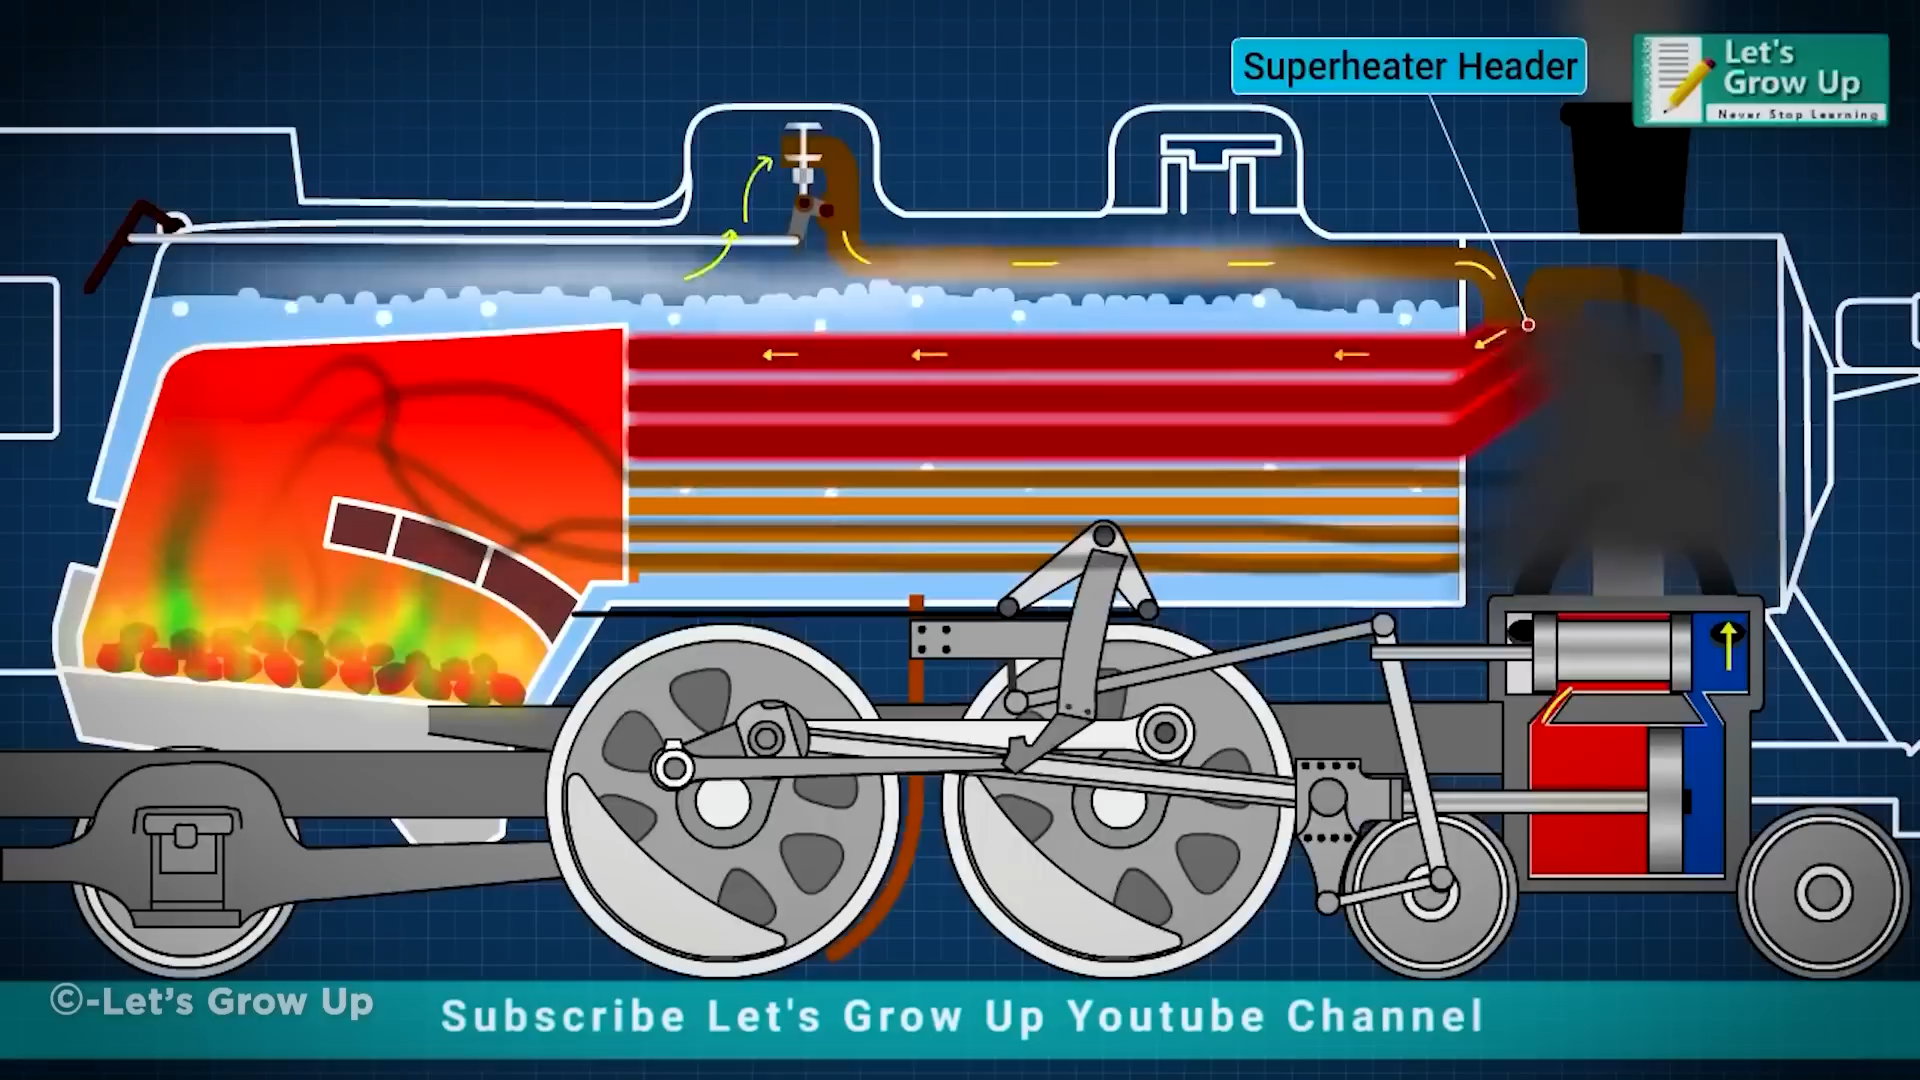 Superheater Header
Let's
Grow Up
Never Stop Learning
©-Let's Grow Up
Subscribe Let's Grow Up Youtube Channel